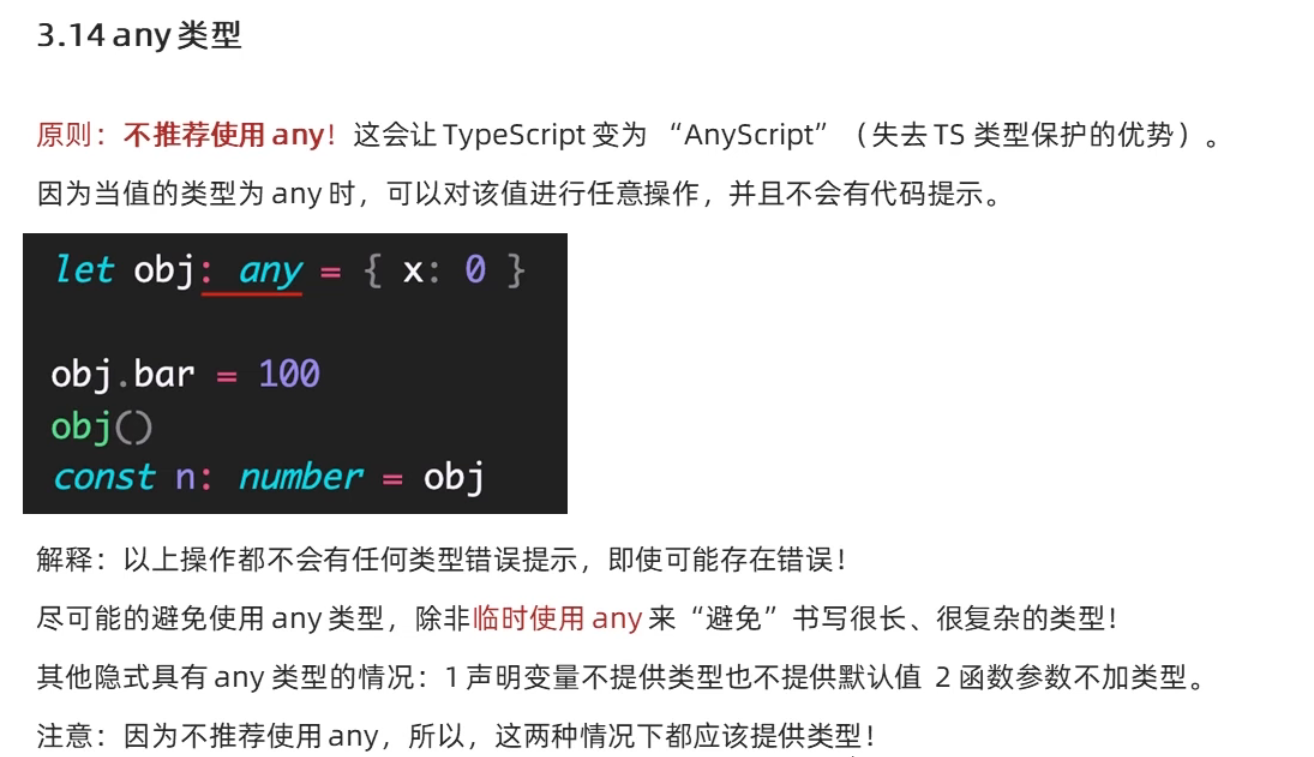 3.14 any 类型
原则：不推荐使用 any！这会让 TypeScript 变为 “AnyScript”（失去 TS 类型保护的优势）。
因为当值的类型为 any 时，可以对该值进行任意操作，并且不会有代码提示。
let obj: any = { x: 0 }
obj.bar = 100
obj()
const n: number = obj
解释：以上操作都不会有任何类型错误提示，即使可能存在错误！
尽可能的避免使用 any 类型，除非临时使用 any 来“避免”书写很长、很复杂的类型！
其他隐式具有 any 类型的情况：1 声明变量不提供类型也不提供默认值 2 函数参数不加类型。
注意：因为不推荐使用 any，所以，这两种情况下都应该提供类型！